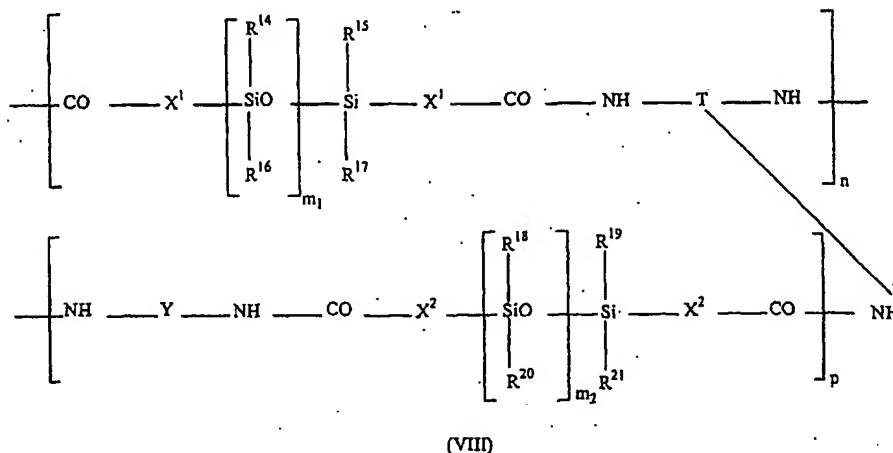 R¹⁴ R¹⁵
CO X¹ SiO Si X¹ CO NH T NH
R¹⁶ R¹⁷
m₁ n
R¹⁸ R¹⁹
NH Y NH CO X² SiO Si X² CO NH
R²⁰ R²¹
m₂ p
(VIII)